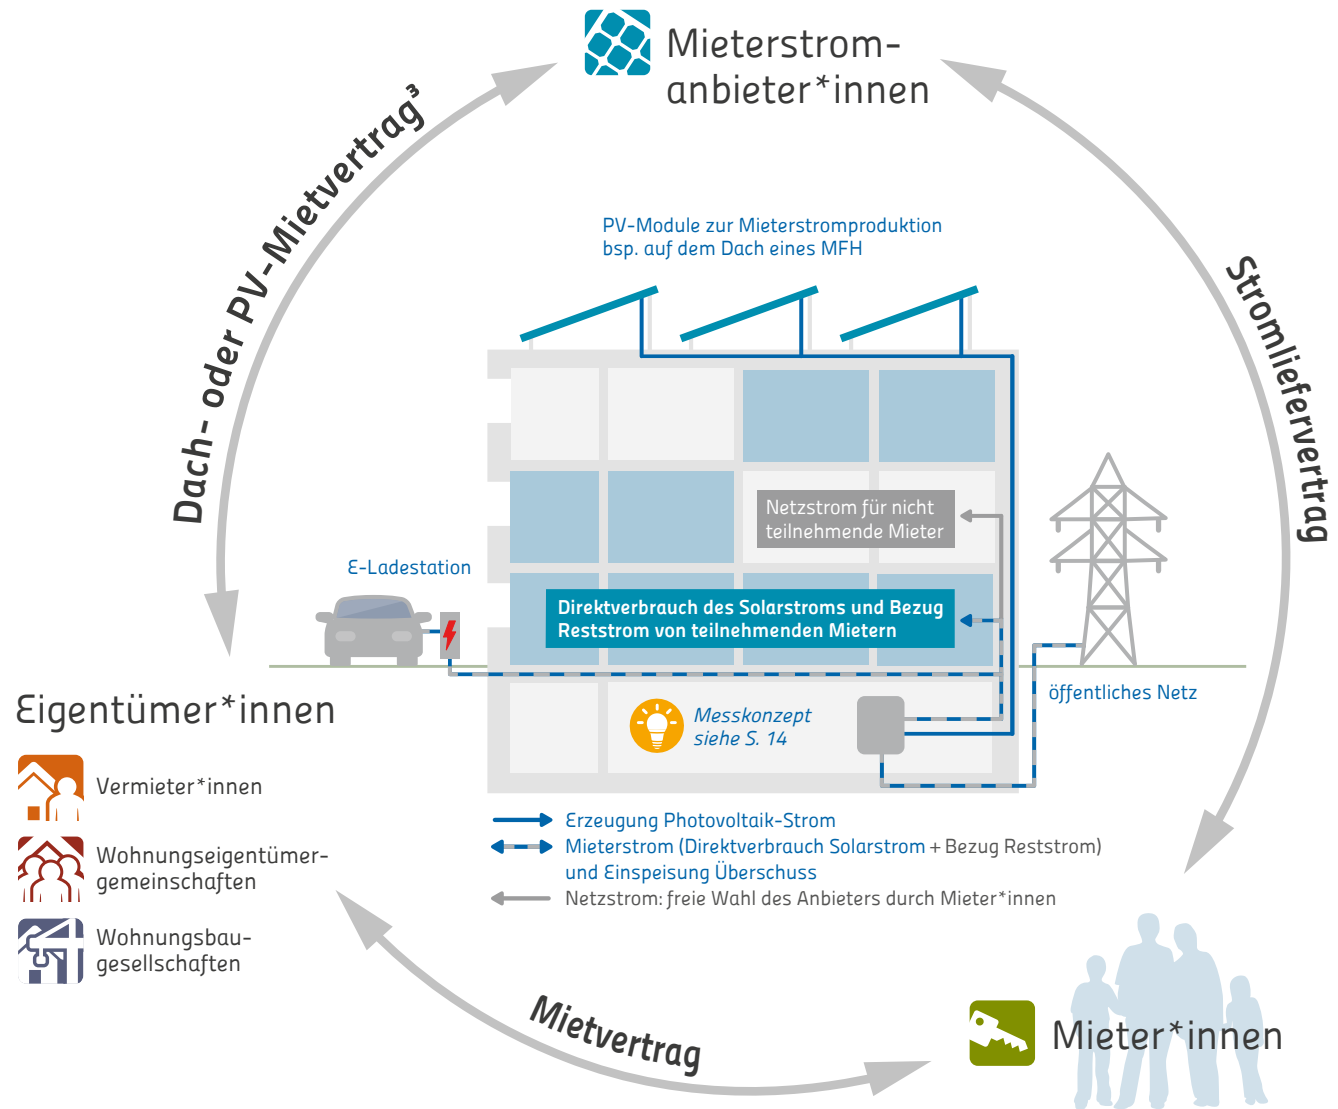 Mieterstrom-
anbieter*innen
Dach- oder PV-Mietvertrag³
Stromliefervertrag
PV-Module zur Mieterstromproduktion
bsp. auf dem Dach eines MFH
Netzstrom für nicht
teilnehmende Mieter
E-Ladestation
Direktverbrauch des Solarstroms und Bezug
Reststrom von teilnehmenden Mietern
öffentliches Netz
Messkonzept
siehe S. 14
Eigentümer*innen
Vermieter*innen
Wohnungseigentümer-
gemeinschaften
Wohnungsbau-
gesellschaften
Erzeugung Photovoltaik-Strom
Mieterstrom (Direktverbrauch Solarstrom + Bezug Reststrom)
und Einspeisung Überschuss
Netzstrom: freie Wahl des Anbieters durch Mieter*innen
Mietvertrag
Mieter*innen